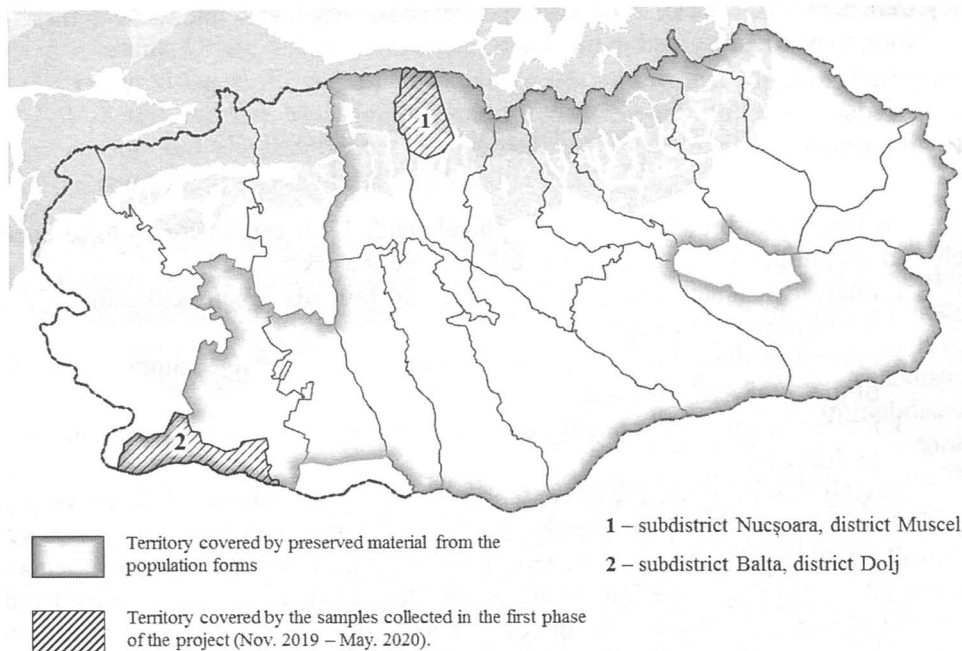 1
2
Territory covered by preserved material from the
population forms
Territory covered by the samples collected in the first phase
of the project (Nov. 2019 – May. 2020).
1 – subdistrict Nucșoara, district Muscel
2 – subdistrict Balta, district Dolj